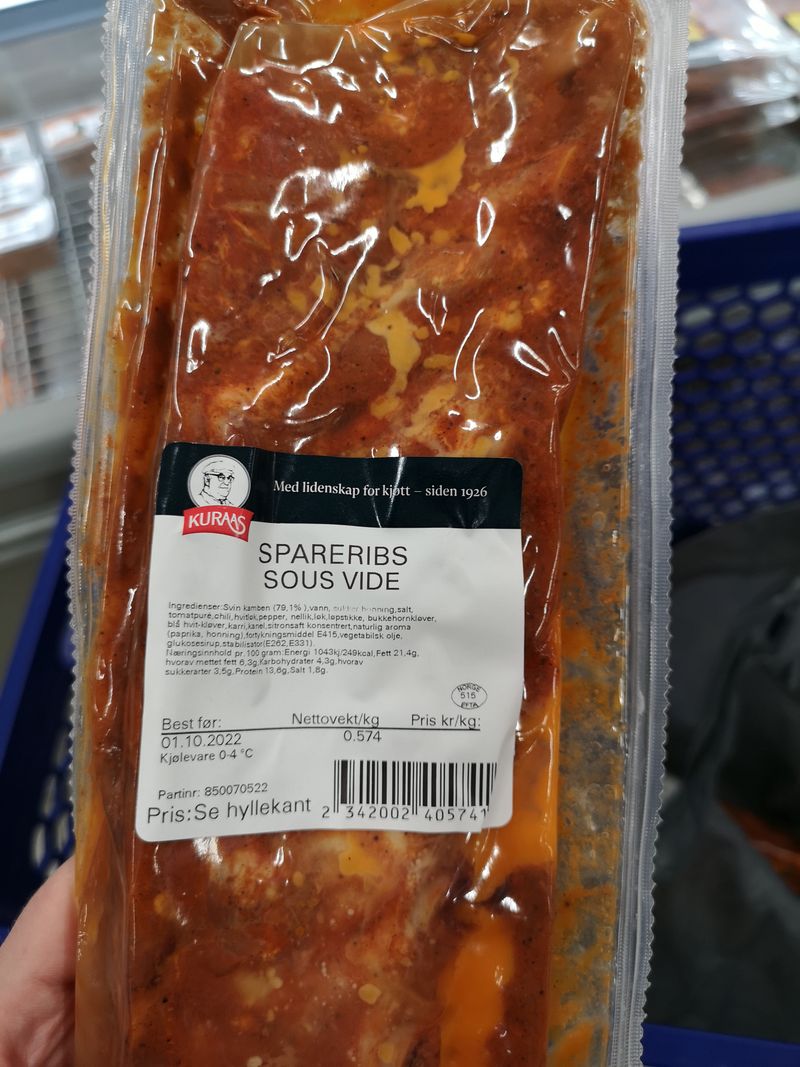 Med lidenskap for kjøtt – siden 1926
KURAAS
SPARERIBS
SOUS VIDE
Ingredienser:Svin kamben (79,1% ),vann, honning,salt,
tomatpure,chili,hvitløk,pepper, nellik,løk,løpstikke, bukkehornkløver,
blå hvit-kløver,karri,kanel,sitronsaft konsentrert,naturlig aroma
(paprika, honning),fortykningsmiddel E415,vegetabilsk olje,
glukosesirup,stabilisator(E262,E331).
Næringsinnhold pr.100 gram:Energi 1043kj/249kcal,Fett 21,4g,
hvorav mettet fett 6,3g,Karbohydrater 4,3g,hvorav
sukkerarter 3,5g,Protein 13,6g,Salt 1,8g.
NORGE
515
EFTA
Best før: Nettovekt/kg Pris kr/kg:
01.10.2022 0.574
Kjølevare 0-4 °C
Partinr: 850070522
Pris:Se hyllekant
2 342002 405741